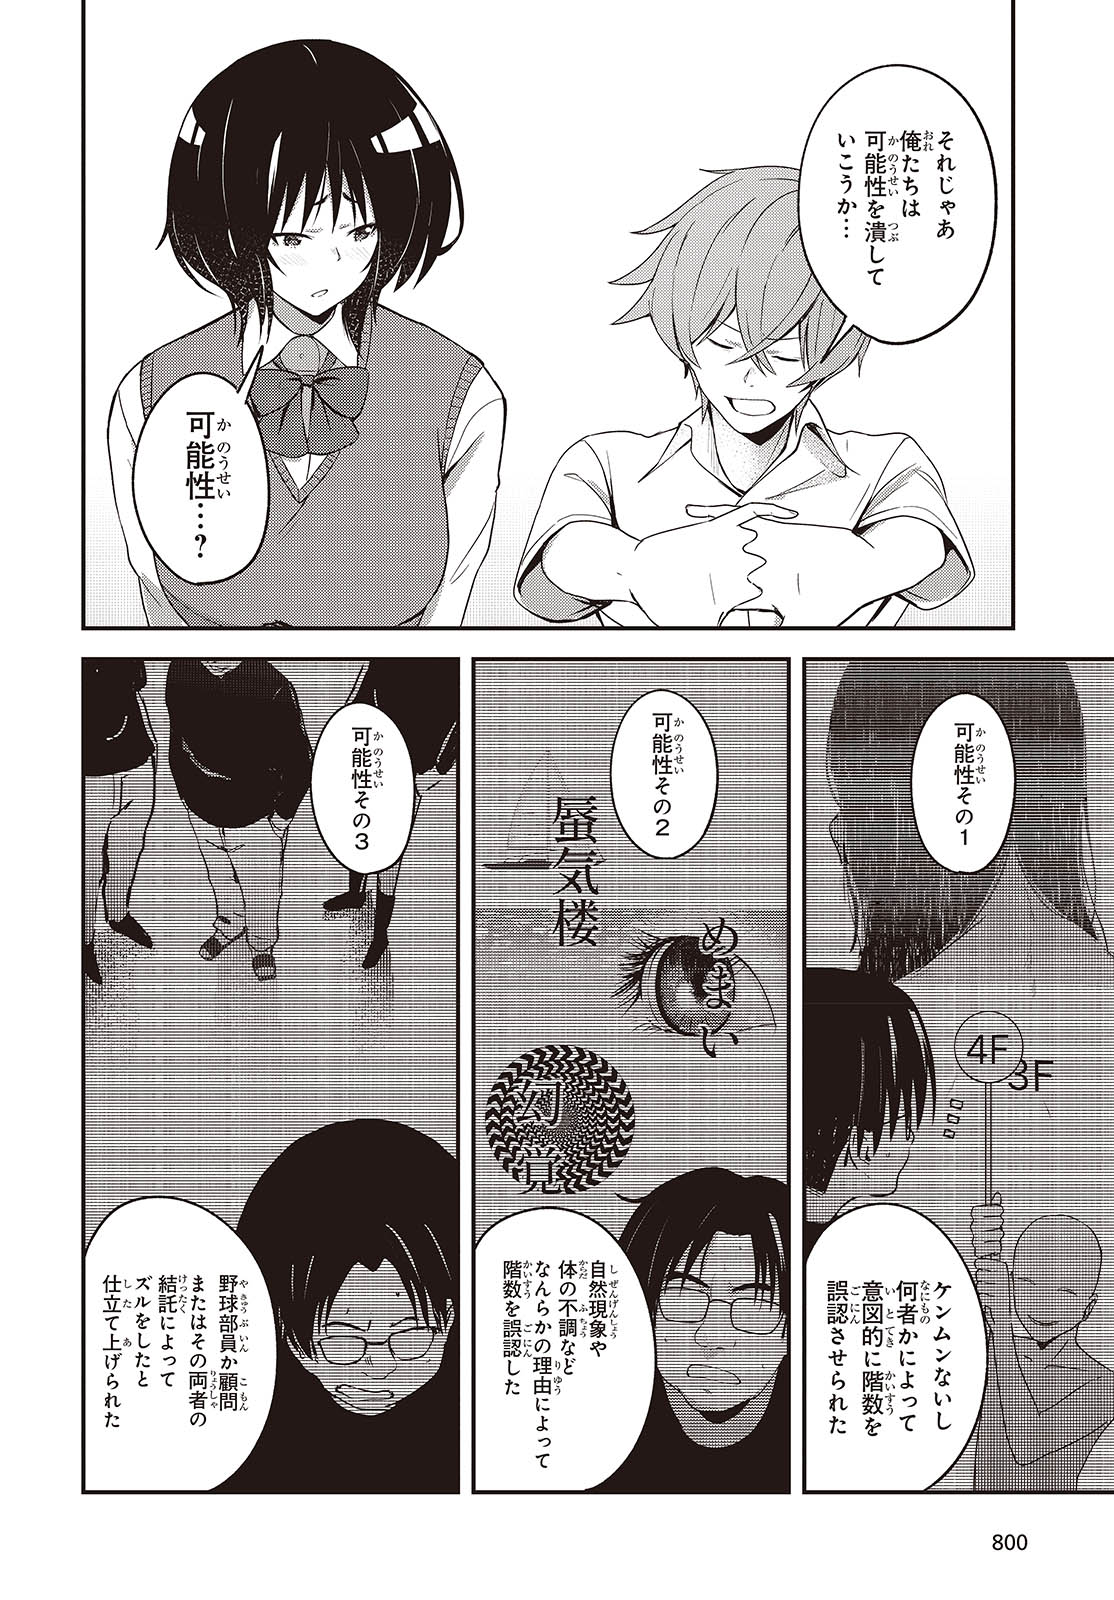 それじゃあ
俺たちは
可能性を潰して
いこうか…
可能性…?
可能性その1
4F
3F
ケンムンないし
何者かによって
意図的に階数を
誤認させられた
可能性その2
蜃気楼
めまい
幻覚
自然現象や
体の不調など
なんらかの理由によって
階数を誤認した
可能性その3
野球部員か顧問
またはその両者の
結託によって
ズルをしたと
仕立て上げられた
800